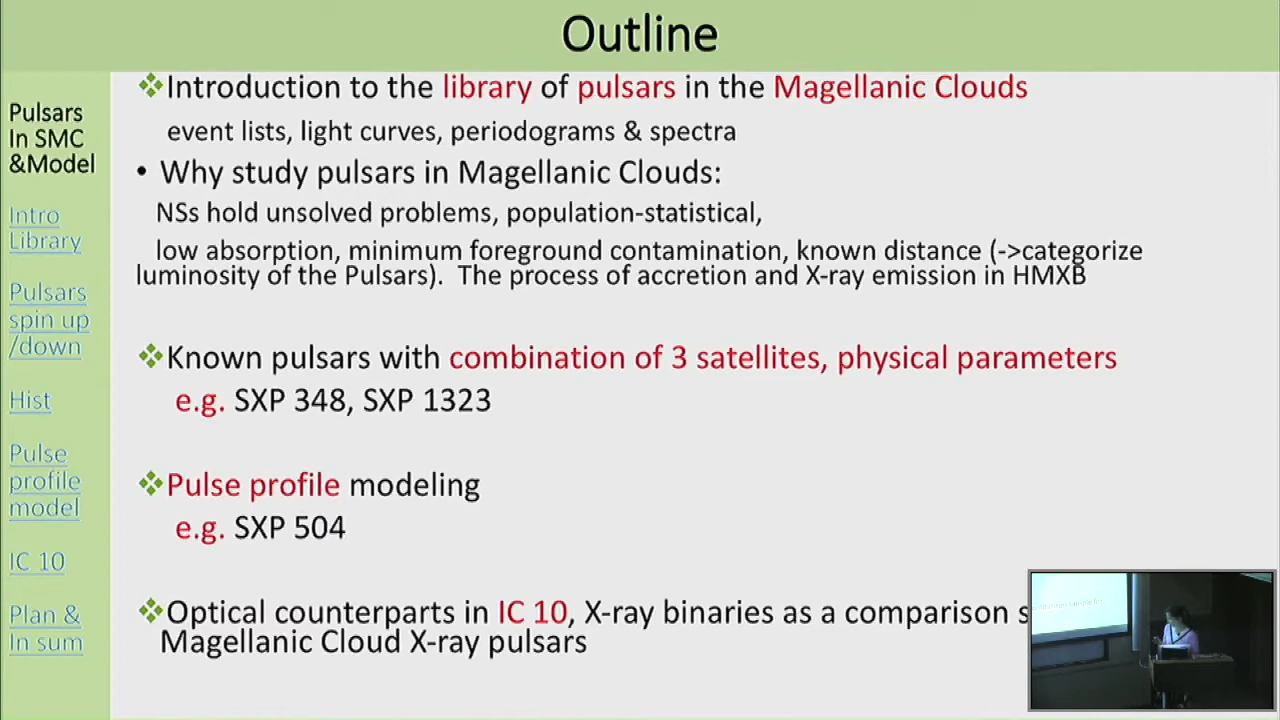 Outline
Pulsars
In SMC
&Model
Intro
Library
Pulsars
spin up
/down
Hist
Pulse
profile
model
IC 10
Plan &
In sum
Introduction to the library of pulsars in the Magellanic Clouds
event lists, light curves, periodograms & spectra
• Why study pulsars in Magellanic Clouds:
NSs hold unsolved problems, population-statistical,
low absorption, minimum foreground contamination, known distance (->categorize
luminosity of the Pulsars). The process of accretion and X-ray emission in HMXB
Known pulsars with combination of 3 satellites, physical parameters
e.g. SXP 348, SXP 1323
Pulse profile modeling
e.g. SXP 504
Optical counterparts in IC 10, X-ray binaries as a comparison s
Magellanic Cloud X-ray pulsars